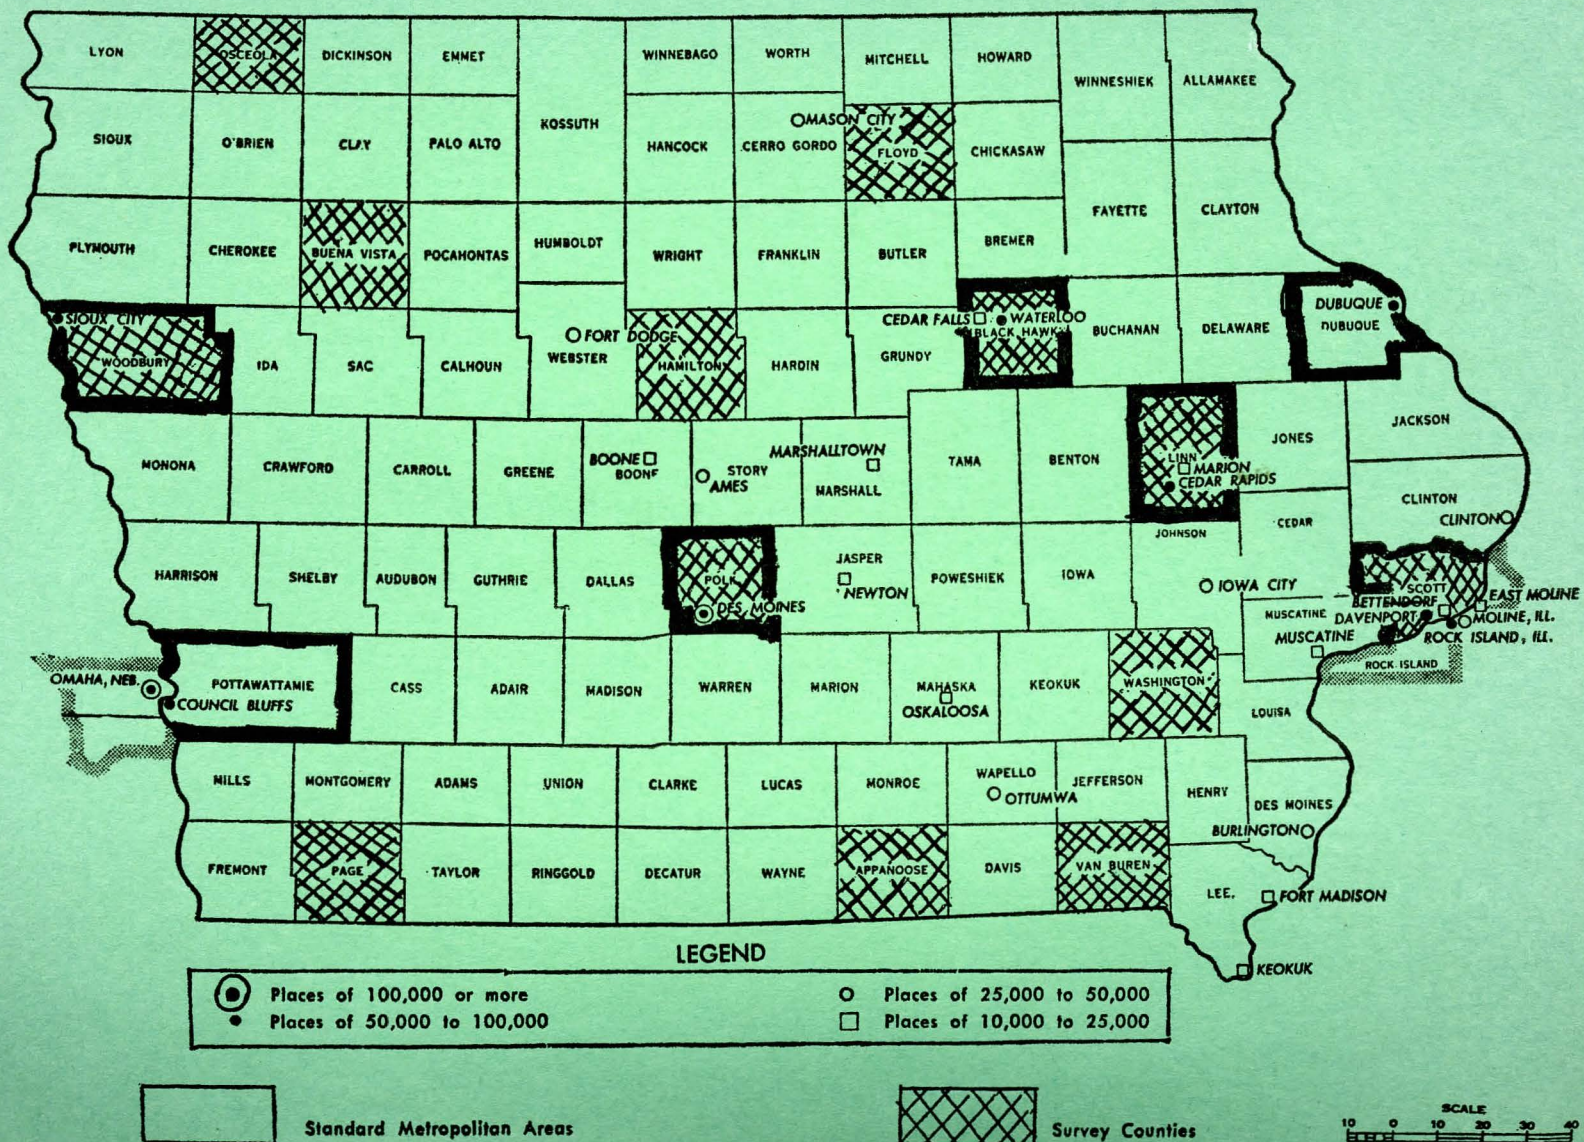 LYON OSCEOLA DICKINSON EMMET WINNEBAGO WORTH MITCHELL HOWARD WINNESHIEK ALLAMAKEE
KOSSUTH
MASON CITY
SIOUX O'BRIEN CLAY PALO ALTO HANCOCK CERRO GORDO FLOYD CHICKASAW
FAYETTE CLAYTON
PLYMOUTH CHEROKEE BUENA VISTA POCAHONTAS HUMBOLDT WRIGHT FRANKLIN BUTLER BREMER
SIOUX CITY FORT DODGE CEDAR FALLS WATERLOO DUBUQUE
WOODBURY IDA SAC CALHOUN WEBSTER HAMILTON HARDIN GRUNDY BLACK HAWK BUCHANAN DELAWARE DUBUQUE
MONONA CRAWFORD CARROLL GREENE BOONE STORY MARSHALLTOWN TAMA BENTON LINN JONES JACKSON
BOONE AMES MARSHALL MARION
CEDAR RAPIDS
CLINTON
CLINTON
CEDAR
JOHNSON
HARRISON SHELBY AUDUBON GUTHRIE DALLAS POLK JASPER POWESHIEK IOWA IOWA CITY SCOTT
DES MOINES NEWTON MUSCATINE BETTENDORF EAST MOLINE
DAVENPORT MOLINE, ILL.
MUSCATINE ROCK ISLAND, ILL.
ROCK ISLAND
OMAHA, NEB. POTTAWATTAMIE CASS ADAIR MADISON WARREN MARION MAHASKA KEOKUK WASHINGTON
COUNCIL BLUFFS OSKALOOSA LOUISA
MILLS MONTGOMERY ADAMS UNION CLARKE LUCAS MONROE WAPELLO JEFFERSON HENRY DES MOINES
OTTUMWA BURLINGTON
FREMONT PAGE TAYLOR RINGGOLD DECATUR WAYNE APPANOOSE DAVIS VAN BUREN
LEE. FORT MADISON
KEOKUK
LEGEND
Places of 100,000 or more Places of 25,000 to 50,000
Places of 50,000 to 100,000 Places of 10,000 to 25,000
Standard Metropolitan Areas Survey Counties
SCALE
10 0 10 20 30 40